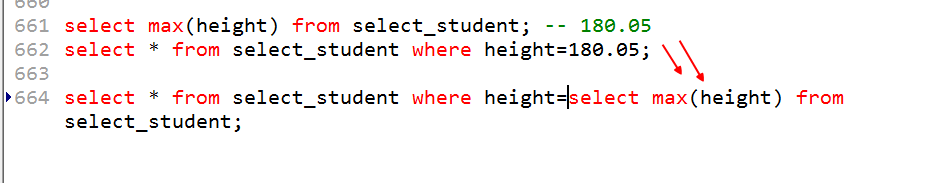 660
661 select max(height) from select_student; -- 180.05
662 select * from select_student where height=180.05;
663
664 select * from select_student where height=select max(height) from
select_student;